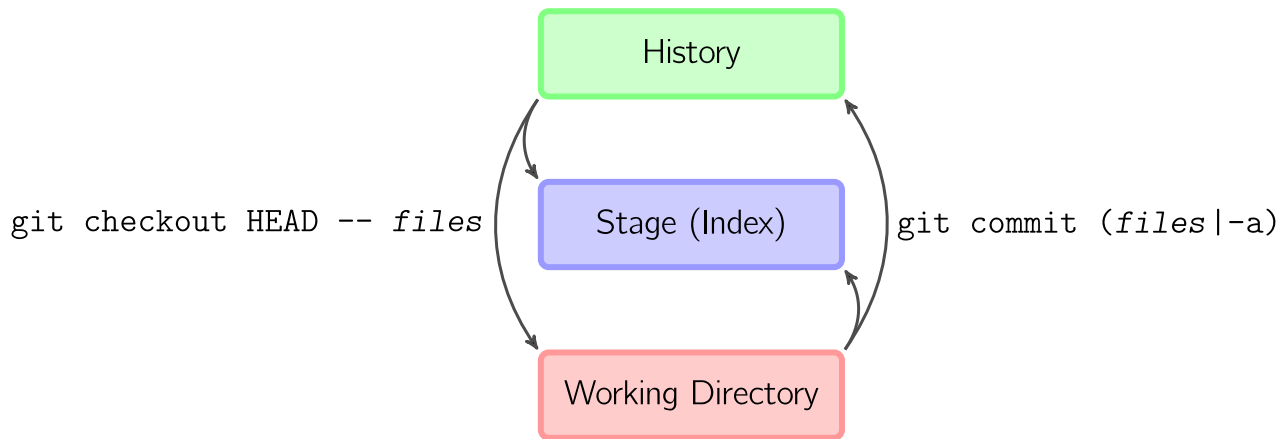 History
git checkout HEAD -- files
Stage (Index)
git commit (files|-a)
Working Directory